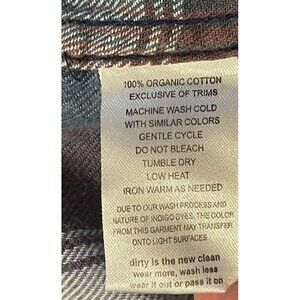 100% ORGANIC COTTON
EXCLUSIVE OF TRIMS
MACHINE WASH COLD
WITH SIMILAR COLORS
GENTLE CYCLE
DO NOT BLEACH
TUMBLE DRY
LOW HEAT
IRON WARM AS NEEDED
DUE TO OUR WASH PROCESS AND
NATURE OF INDIGO DYES, THE COLOR
FROM THIS GARMENT MAY TRANSFER
ONTO LIGHT SURFACES
dirty is the new clean
wear more, wash less
wear it out or pass it on